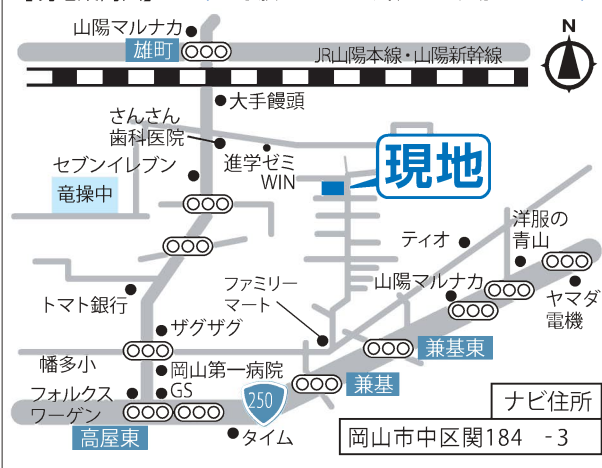 山陽マルナカ
雄町
JR山陽本線・山陽新幹線
N
大手饅頭
さんさん
歯科医院
進学ゼミ
WIN
セブンイレブン
竜操中
現地
洋服の
青山
ティオ
山陽マルナカ
ヤマダ
電機
トマト銀行
ファミリー
マート
ザグザグ
幡多小
岡山第一病院
GS
フォルクス
ワーゲン
250
兼基東
兼基
高屋東
タイム
ナビ住所
岡山市中区関184 -3